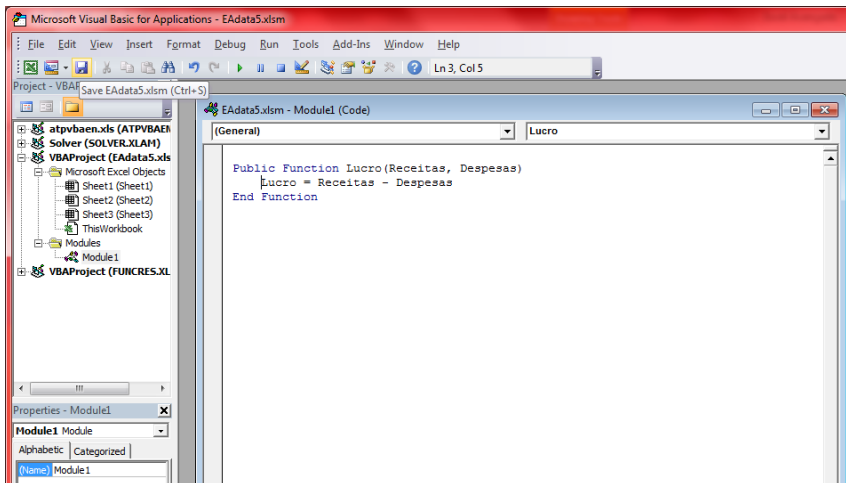 Microsoft Visual Basic for Applications - EAdata5.xlsm
File Edit View Insert Format Debug Run Tools Add-Ins Window Help
Ln 3, Col 5
Project - VBAP
Save EAdata5.xlsm (Ctrl+S)
atpvbaen.xls (ATPVBAEN
Solver (SOLVER.XLAM)
VBAProject (EAdata5.xls
Microsoft Excel Objects
Sheet1 (Sheet1)
Sheet2 (Sheet2)
Sheet3 (Sheet3)
ThisWorkbook
Modules
Module1
VBAProject (FUNCRES.XL
Properties - Module1
Module1 Module
Alphabetic Categorized
(Name) Module1
EAdata5.xlsm - Module1 (Code)
(General) Lucro
Public Function Lucro(Receitas, Despesas)
Lucro = Receitas - Despesas
End Function